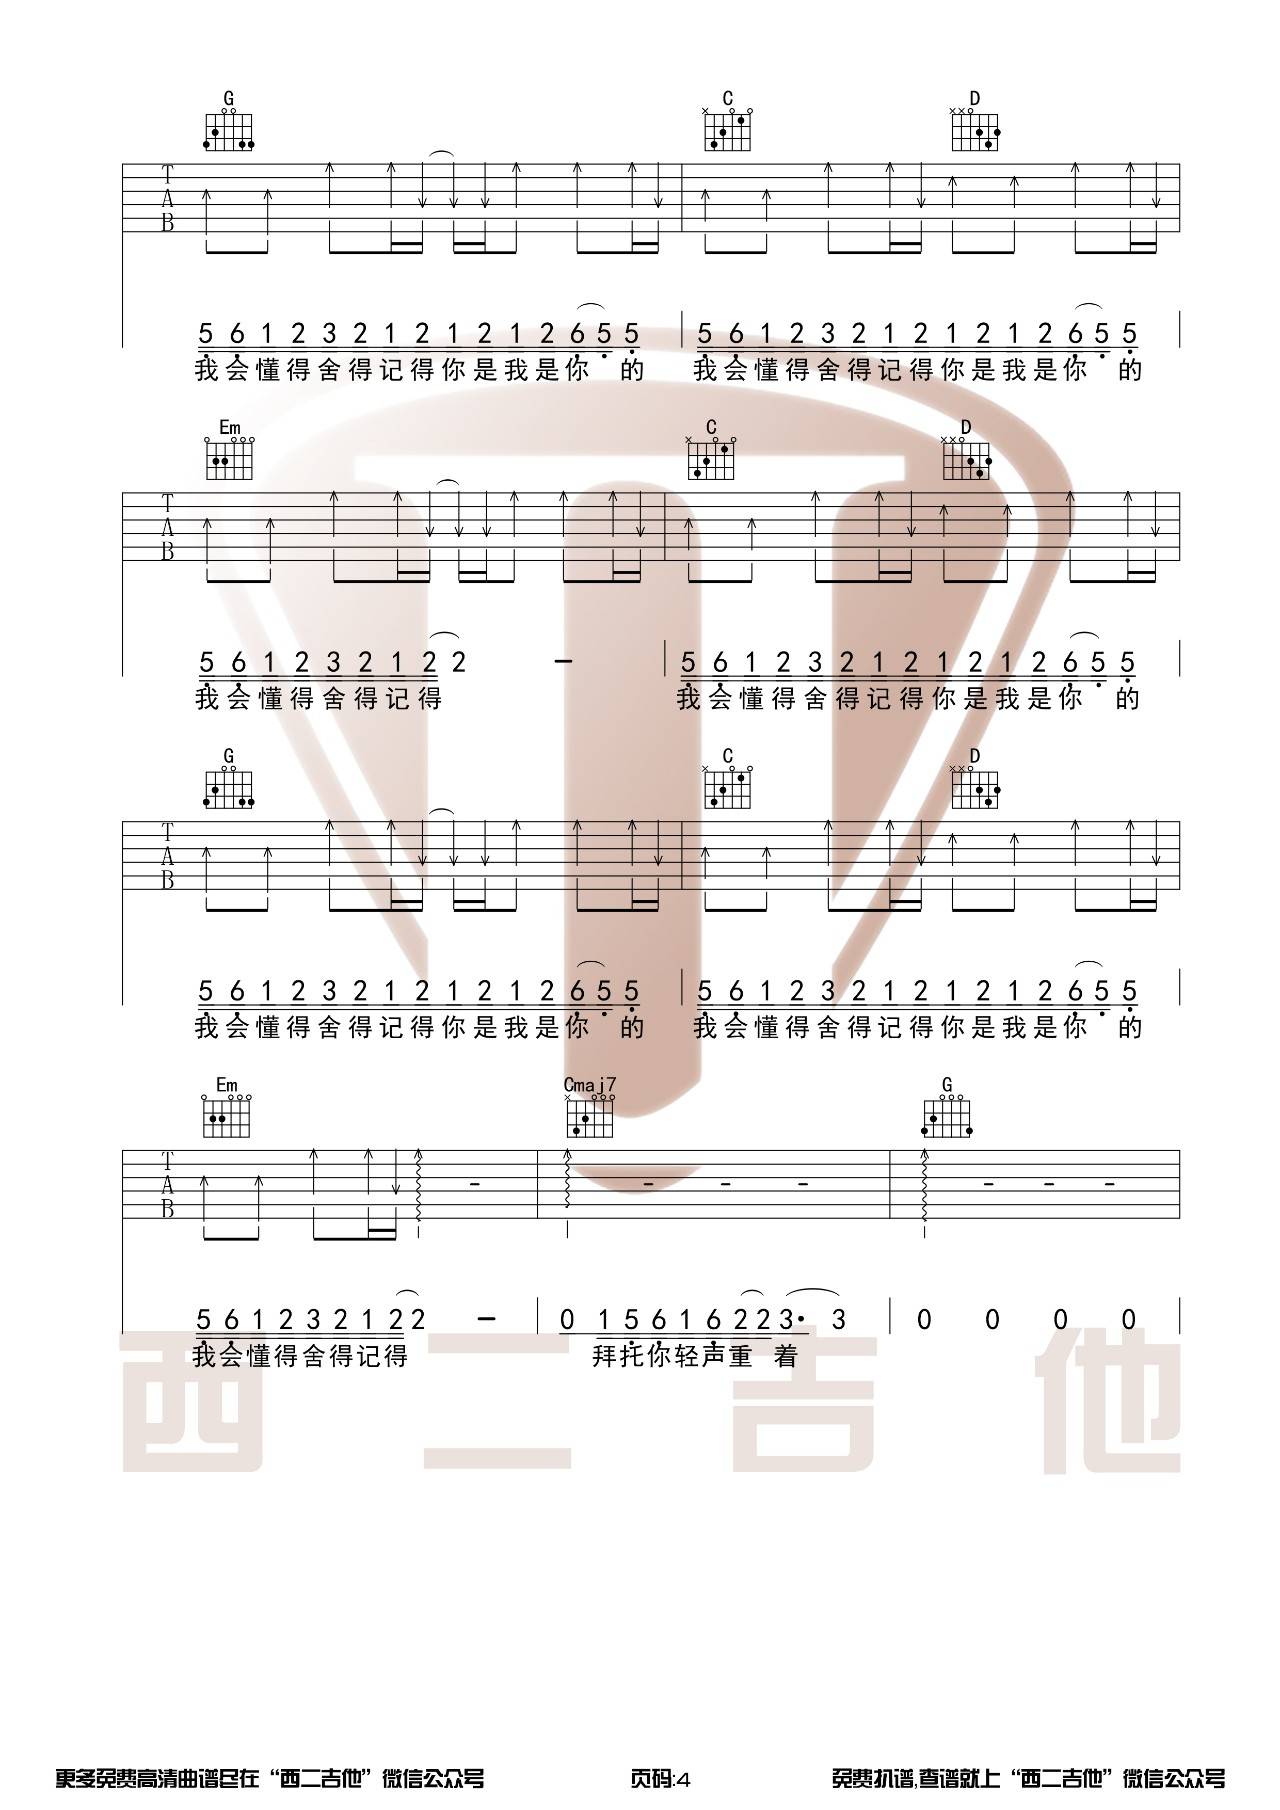 G C D
T
A
B
5 6 1 2 3 2 1 2 1 2 1 2 6 5 5 5 6 1 2 3 2 1 2 1 2 1 2 6 5 5
我会懂得舍得记得你是我是你 的 我会懂得舍得记得你是我是你 的
Em C D
T
A
B
5 6 1 2 3 2 1 2 2 - 5 6 1 2 3 2 1 2 1 2 1 2 6 5 5
我会懂得舍得记得 我会懂得舍得记得你是我是你 的
G C D
T
A
B
5 6 1 2 3 2 1 2 1 2 1 2 6 5 5 5 6 1 2 3 2 1 2 1 2 1 2 6 5 5
我会懂得舍得记得你是我是你 的 我会懂得舍得记得你是我是你 的
Em Cmaj7 G
T
A
B
5 6 1 2 3 2 1 2 2 - 0 1 5 6 1 6 2 2 3· 3 0 0 0 0
我会懂得舍得记得 拜托你轻声重 着
西二吉他
更多免费高清曲谱尽在“西二吉他”微信公众号 页码:4 免费扒谱,查谱就上“西二吉他”微信公众号